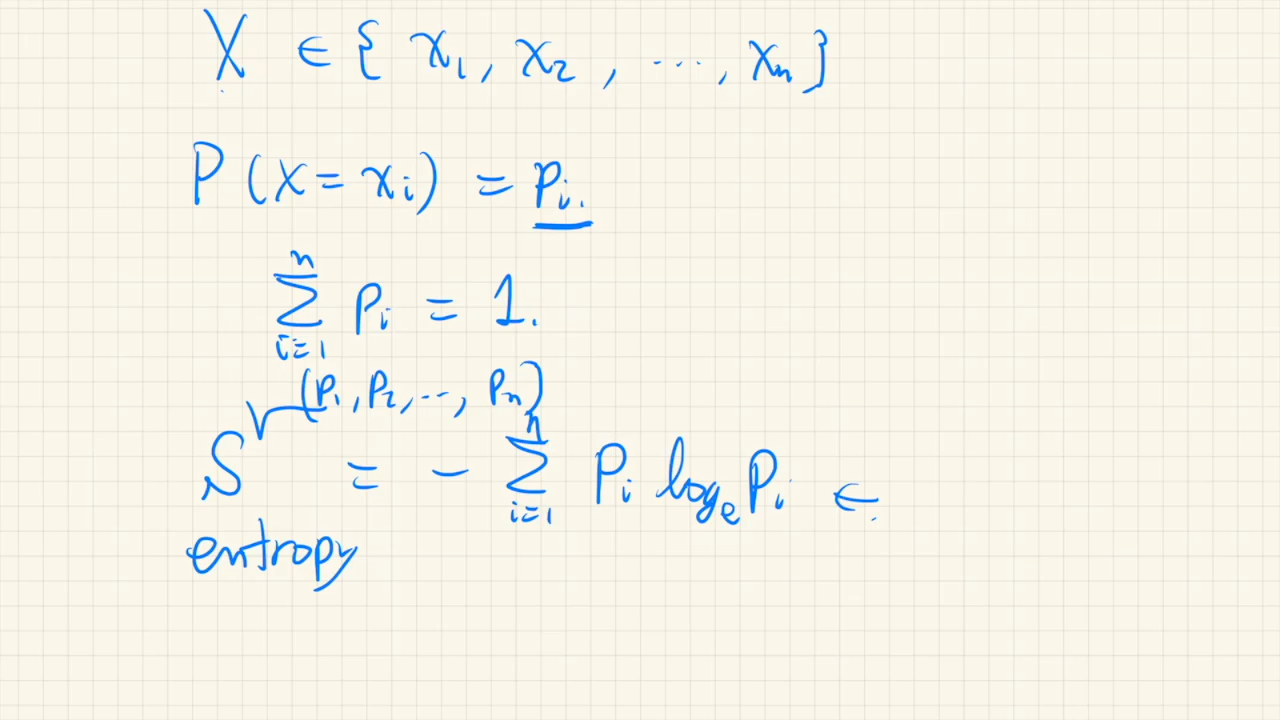 X ∈ { x₁, x₂, ..., xₙ }
P(X = xᵢ) = pᵢ.
∑ᵢ₌₁ⁿ pᵢ = 1.
(p₁, p₂, .., pₙ)
S = - ∑ᵢ₌₁ⁿ Pᵢ logₑ Pᵢ ←
entropy